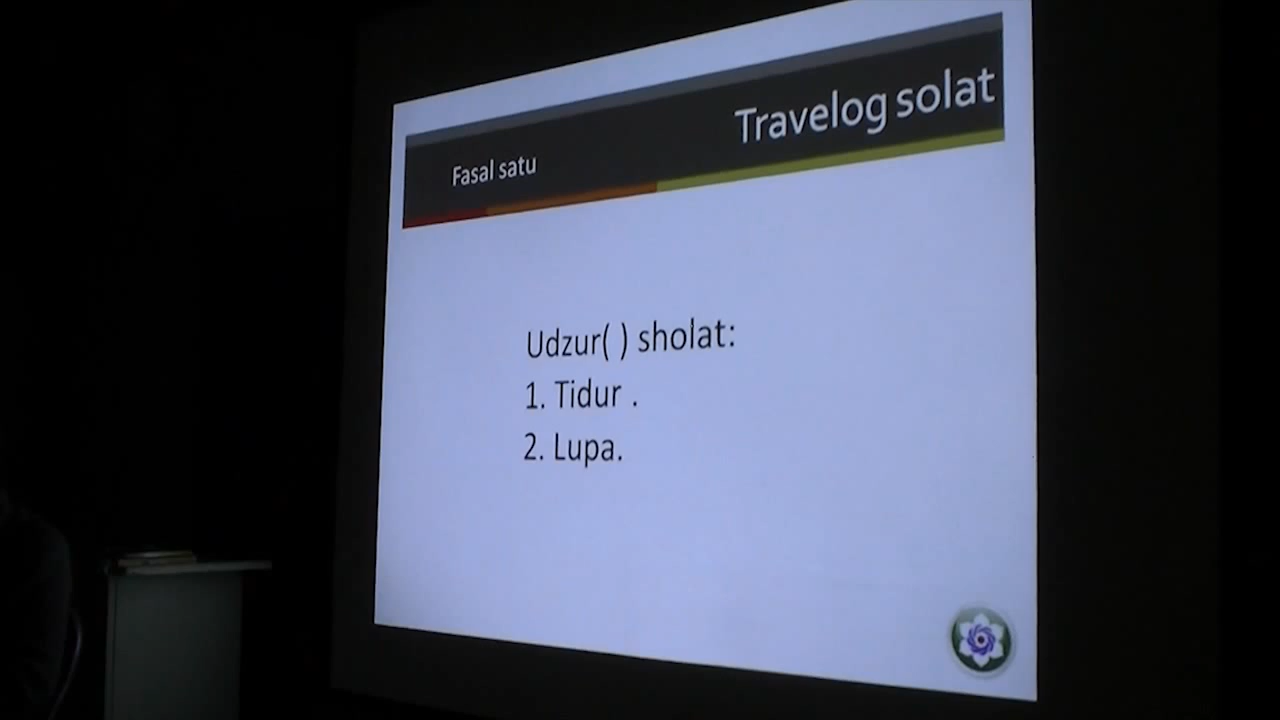 Travelog solat
Fasal satu
Udzur( ) sholat:
1. Tidur .
2. Lupa.